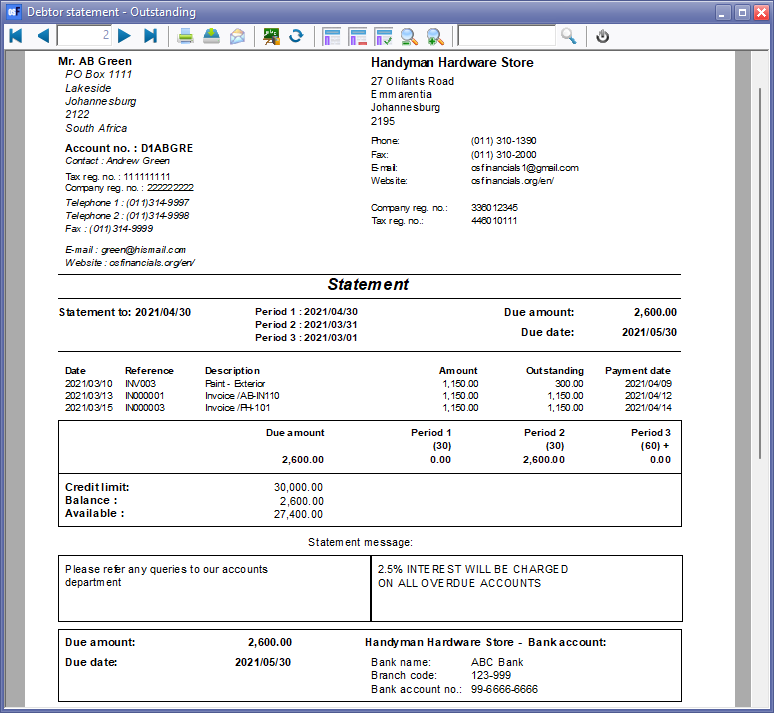 Debtor statement - Outstanding
2
Mr. AB Green
PO Box 1111
Lakeside
Johannesburg
2122
South Africa
Account no. : D1ABGRE
Contact : Andrew Green
Tax reg. no. : 111111111
Company reg. no. : 222222222
Telephone 1 : (011)314-9997
Telephone 2 : (011)314-9998
Fax : (011)314-9999
E-mail : green@hismail.com
Website : osfinancials.org/en/
Handyman Hardware Store
27 Olifants Road
Emmarentia
Johannesburg
2195
Phone: (011) 310-1390
Fax: (011) 310-2000
E-mail: osfinancials1@gmail.com
Website: osfinancials.org/en/
Company reg. no.: 336012345
Tax reg. no.: 446010111
Statement
Statement to: 2021/04/30 Period 1 : 2021/04/30 Due amount: 2,600.00
Period 2 : 2021/03/31
Due date: 2021/05/30
Period 3 : 2021/03/01
Date Reference Description Amount Outstanding Payment date
2021/03/10 INV003 Paint - Exterior 1,150.00 300.00 2021/04/09
2021/03/13 IN000001 Invoice /AB-IN110 1,150.00 1,150.00 2021/04/12
2021/03/15 IN000003 Invoice /FH-101 1,150.00 1,150.00 2021/04/14
Due amount Period 1 Period 2 Period 3
(30) (30) (60) +
2,600.00 0.00 2,600.00 0.00
Credit limit: 30,000.00
Balance : 2,600.00
Available : 27,400.00
Statement message:
Please refer any queries to our accounts
department
2.5% INTEREST WILL BE CHARGED
ON ALL OVERDUE ACCOUNTS
Due amount: 2,600.00
Due date: 2021/05/30
Handyman Hardware Store - Bank account:
Bank name: ABC Bank
Branch code: 123-999
Bank account no.: 99-6666-6666